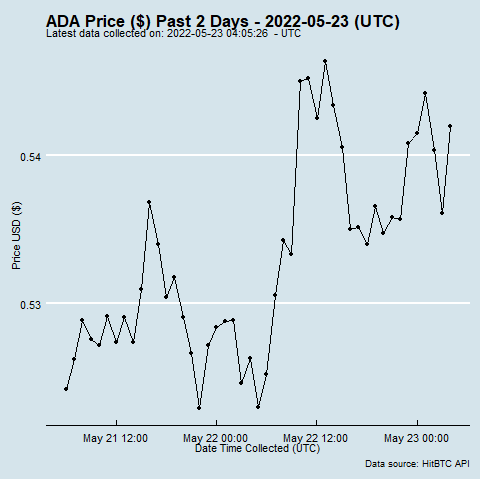 ADA Price ($) Past 2 Days - 2022-05-23 (UTC)
Latest data collected on: 2022-05-23 04:05:26  - UTC
0.54
Price USD ($)
0.53
May 21 12:00 May 22 00:00 May 22 12:00 May 23 00:00
Date Time Collected (UTC)
Data source: HitBTC API